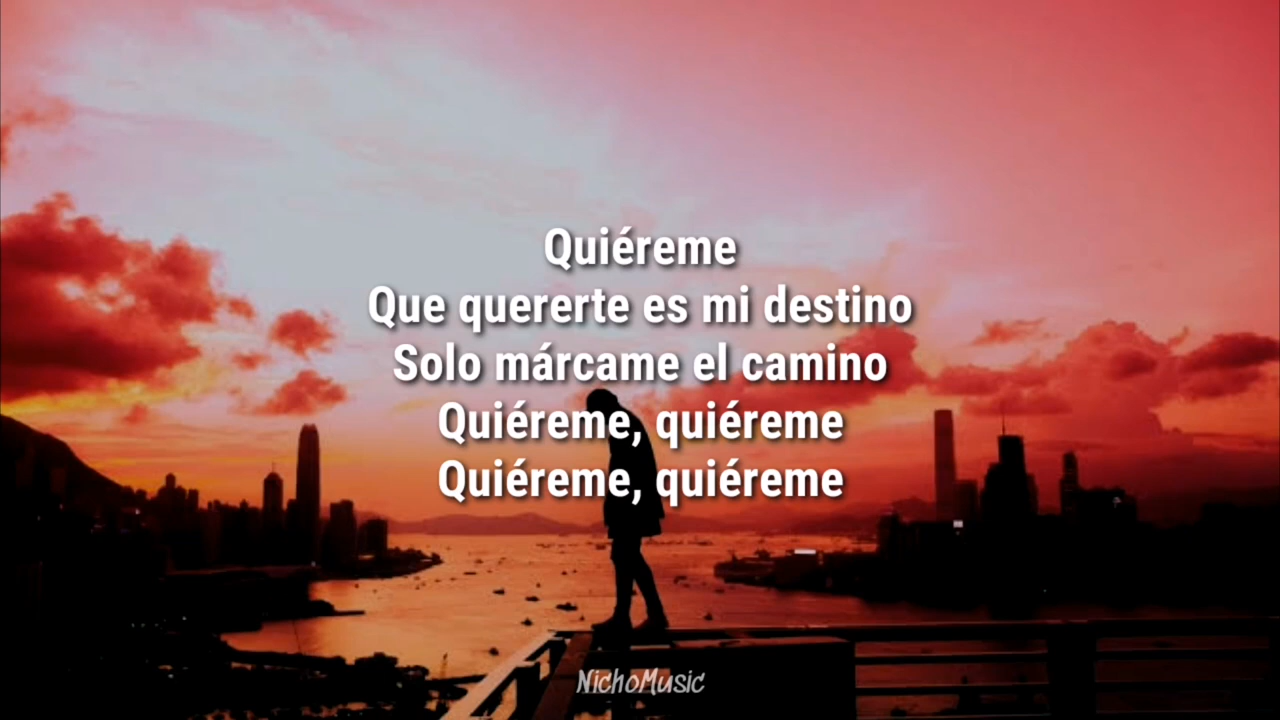 Quiéreme
Que quererte es mi destino
Solo márcame el camino
Quiéreme, quiéreme
Quiéreme, quiéreme
NichoMusic